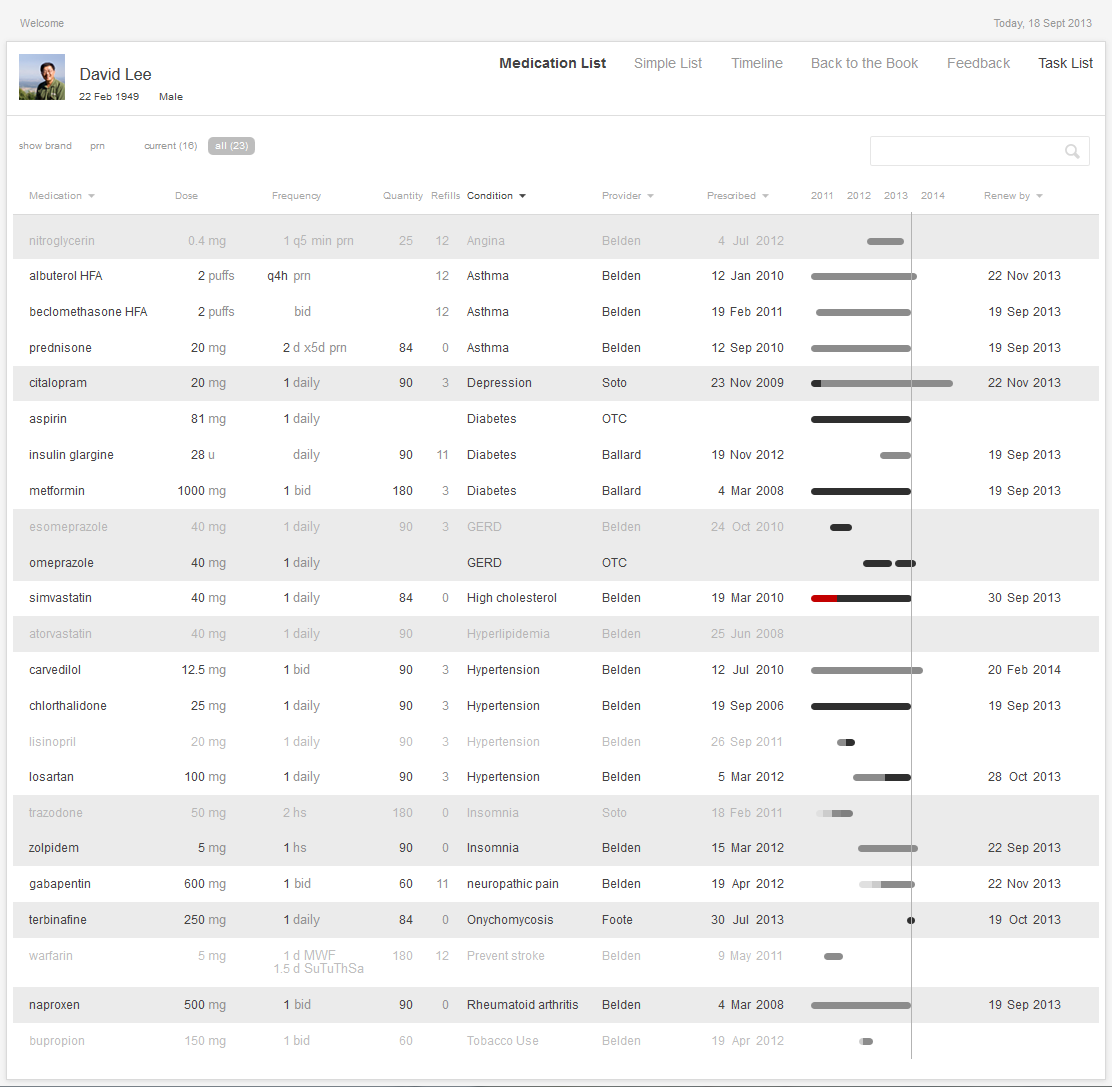 Welcome Today, 18 Sept 2013
David Lee Medication List Simple List Timeline Back to the Book Feedback Task List
22 Feb 1949 Male
show brand prn current (16) all (23)
Medication Dose Frequency Quantity Refills Condition Provider Prescribed 2011 2012 2013 2014 Renew by
nitroglycerin 0.4 mg 1 q5 min prn 25 12 Angina Belden 4 Jul 2012
albuterol HFA 2 puffs q4h prn 12 Asthma Belden 12 Jan 2010 22 Nov 2013
beclomethasone HFA 2 puffs bid 12 Asthma Belden 19 Feb 2011 19 Sep 2013
prednisone 20 mg 2 d x5d prn 84 0 Asthma Belden 12 Sep 2010 19 Sep 2013
citalopram 20 mg 1 daily 90 3 Depression Soto 23 Nov 2009 22 Nov 2013
aspirin 81 mg 1 daily Diabetes OTC
insulin glargine 28 u daily 90 11 Diabetes Ballard 19 Nov 2012 19 Sep 2013
metformin 1000 mg 1 bid 180 3 Diabetes Ballard 4 Mar 2008 19 Sep 2013
esomeprazole 40 mg 1 daily 90 3 GERD Belden 24 Oct 2010
omeprazole 40 mg 1 daily GERD OTC
simvastatin 40 mg 1 daily 84 0 High cholesterol Belden 19 Mar 2010 30 Sep 2013
atorvastatin 40 mg 1 daily 90 Hyperlipidemia Belden 25 Jun 2008
carvedilol 12.5 mg 1 bid 90 3 Hypertension Belden 12 Jul 2010 20 Feb 2014
chlorthalidone 25 mg 1 daily 90 3 Hypertension Belden 19 Sep 2006 19 Sep 2013
lisinopril 20 mg 1 daily 90 3 Hypertension Belden 26 Sep 2011
losartan 100 mg 1 daily 90 3 Hypertension Belden 5 Mar 2012 28 Oct 2013
trazodone 50 mg 2 hs 180 0 Insomnia Soto 18 Feb 2011
zolpidem 5 mg 1 hs 90 0 Insomnia Belden 15 Mar 2012 22 Sep 2013
gabapentin 600 mg 1 bid 60 11 neuropathic pain Belden 19 Apr 2012 22 Nov 2013
terbinafine 250 mg 1 daily 84 0 Onychomycosis Foote 30 Jul 2013 19 Oct 2013
warfarin 5 mg 1 d MWF 180 12 Prevent stroke Belden 9 May 2011
1.5 d SuTuThSa
naproxen 500 mg 1 bid 90 0 Rheumatoid arthritis Belden 4 Mar 2008 19 Sep 2013
bupropion 150 mg 1 bid 60 Tobacco Use Belden 19 Apr 2012